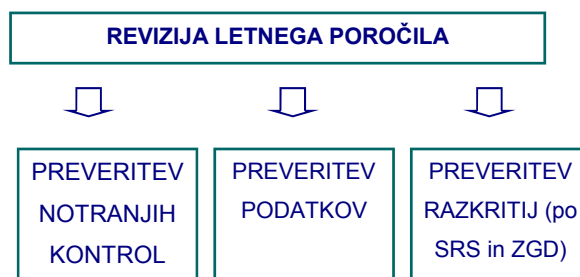 REVIZIJA LETNEGA POROČILA
PREVERITEV
NOTRANJIH
KONTROL
PREVERITEV
PODATKOV
PREVERITEV
RAZKRITIJ (po
SRS in ZGD)